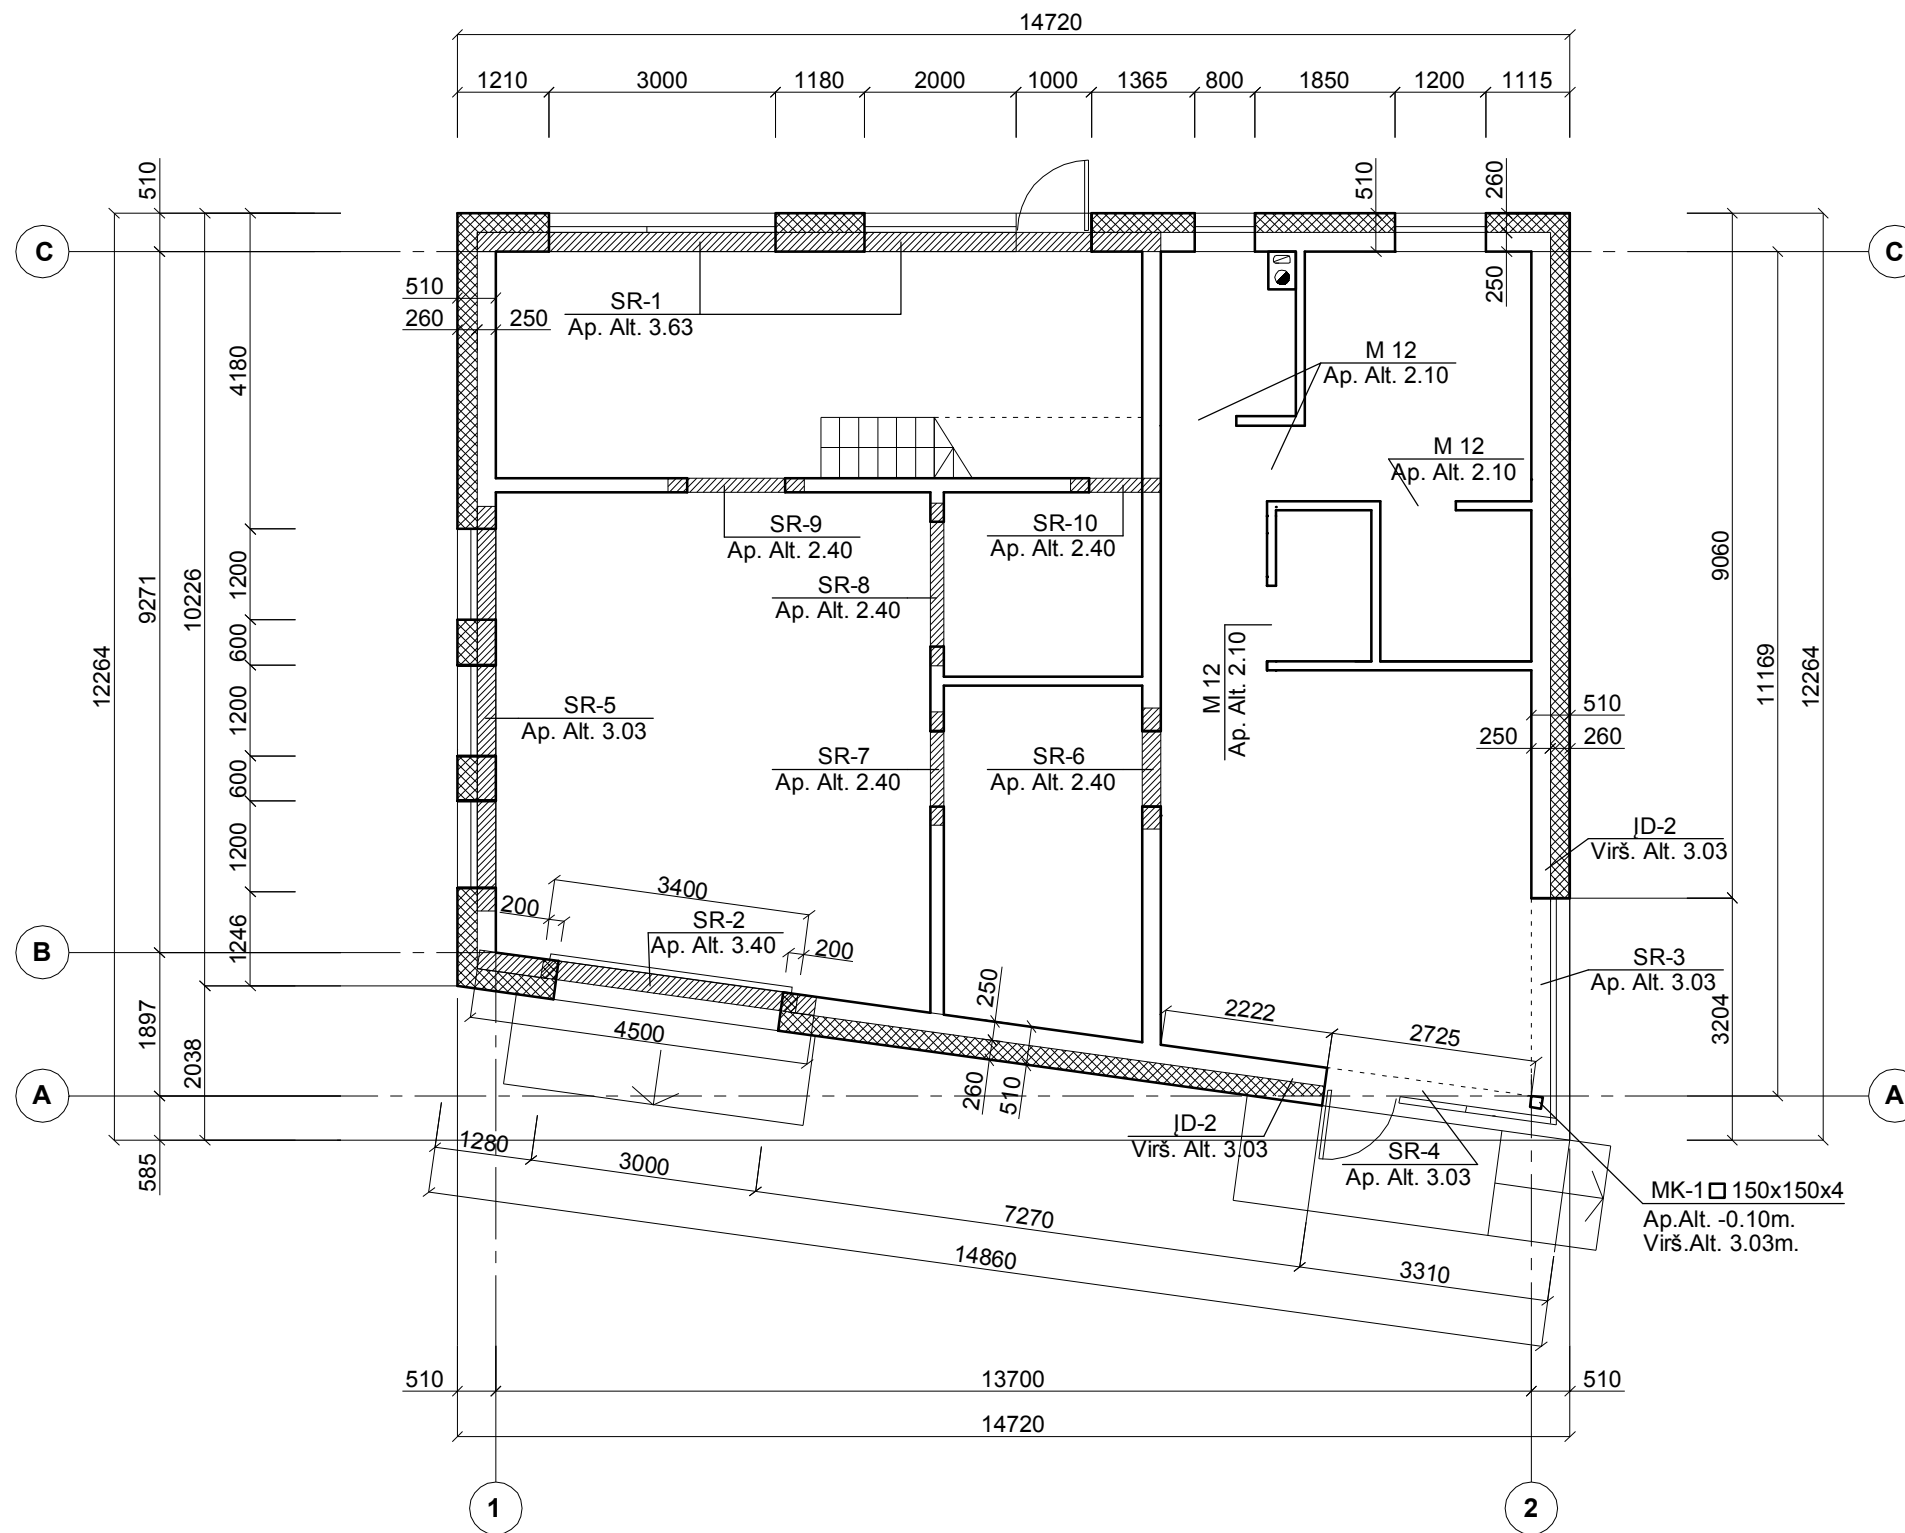 14720
1210 3000 1180 2000 1000 1365 800 1850 1200 1115
510 510 260
C C
510
260 250 250
SR-1
Ap. Alt. 3.63
4180
M 12
Ap. Alt. 2.10
M 12
Ap. Alt. 2.10
SR-9
Ap. Alt. 2.40
SR-10
Ap. Alt. 2.40
SR-8
Ap. Alt. 2.40
1200
9271
10226
9060
600
12264
11169
12264
M 12
Ap. Alt. 2.10
SR-5
Ap. Alt. 3.03
1200
510
250 260
SR-7
Ap. Alt. 2.40
SR-6
Ap. Alt. 2.40
600
1200
ĮD-2
Virš. Alt. 3.03
3400
200
SR-2
Ap. Alt. 3.40
200
1246
B
SR-3
Ap. Alt. 3.03
250
2222
2725
3204
4500
1897
2038
260
510
A A
ĮD-2
Virš. Alt. 3.03
SR-4
Ap. Alt. 3.03
1280
3000
585
MK-1 150x150x4
Ap.Alt. -0.10m.
Virš.Alt. 3.03m.
7270
14860
3310
510 13700 510
14720
1 2